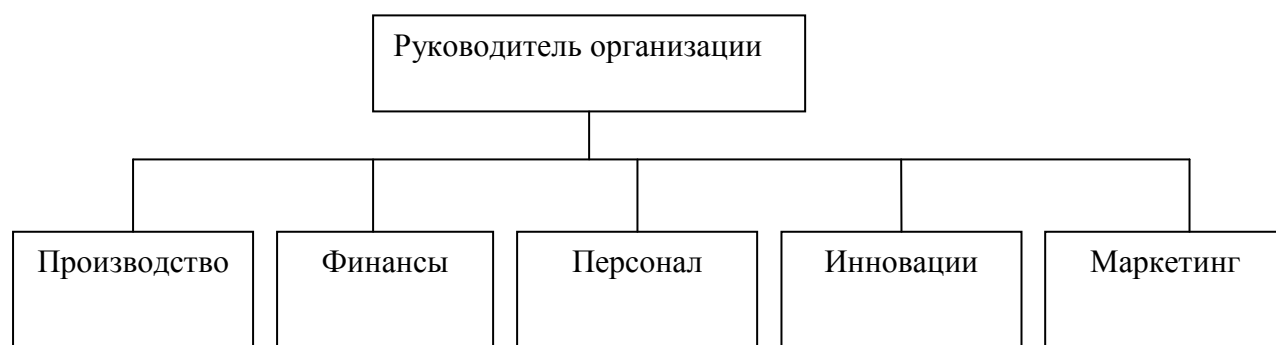 Руководитель организации
Производство
Финансы
Персонал
Инновации
Маркетинг